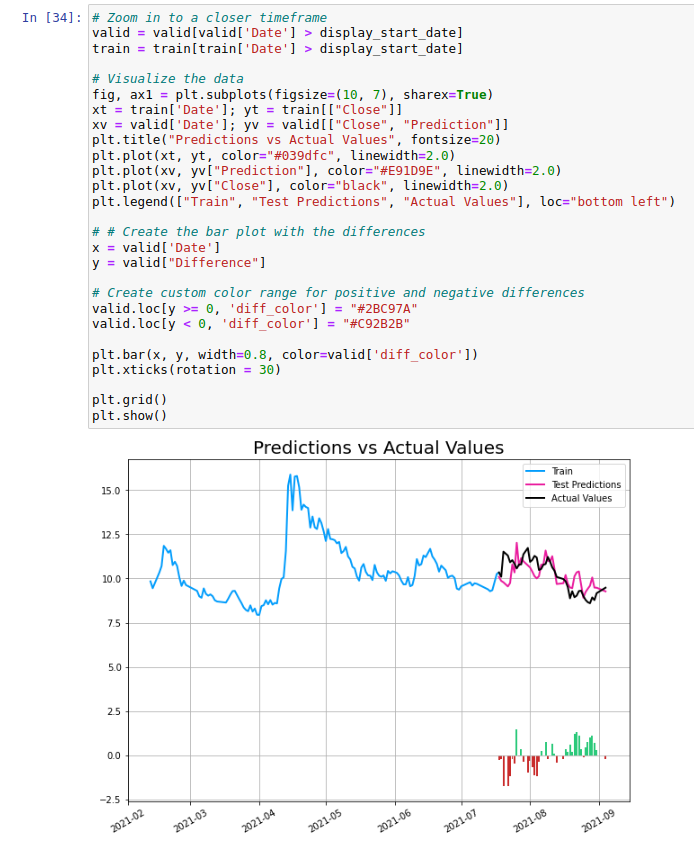 In [34]:
# Zoom in to a closer timeframe
valid = valid[valid['Date'] > display_start_date]
train = train[train['Date'] > display_start_date]
# Visualize the data
fig, ax1 = plt.subplots(figsize=(10, 7), sharex=True)
xt = train['Date']; yt = train[["Close"]]
xv = valid['Date']; yv = valid[["Close", "Prediction"]]
plt.title("Predictions vs Actual Values", fontsize=20)
plt.plot(xt, yt, color="#039dfc", linewidth=2.0)
plt.plot(xv, yv["Prediction"], color="#E91D9E", linewidth=2.0)
plt.plot(xv, yv["Close"], color="black", linewidth=2.0)
plt.legend(["Train", "Test Predictions", "Actual Values"], loc="bottom left")
# # Create the bar plot with the differences
x = valid['Date']
y = valid["Difference"]
# Create custom color range for positive and negative differences
valid.loc[y >= 0, 'diff_color'] = "#2BC97A"
valid.loc[y < 0, 'diff_color'] = "#C92B2B"
plt.bar(x, y, width=0.8, color=valid['diff_color'])
plt.xticks(rotation = 30)
plt.grid()
plt.show()
Predictions vs Actual Values
Train
Test Predictions
Actual Values
15.0
12.5
10.0
7.5
5.0
2.5
0.0
−2.5
2021-02 2021-03 2021-04 2021-05 2021-06 2021-07 2021-08 2021-09